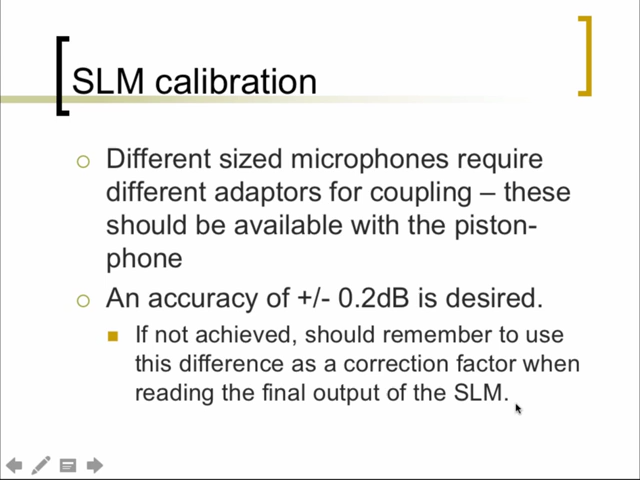 SLM calibration
Different sized microphones require
different adaptors for coupling – these
should be available with the piston-
phone
An accuracy of +/- 0.2dB is desired.
If not achieved, should remember to use
this difference as a correction factor when
reading the final output of the SLM.